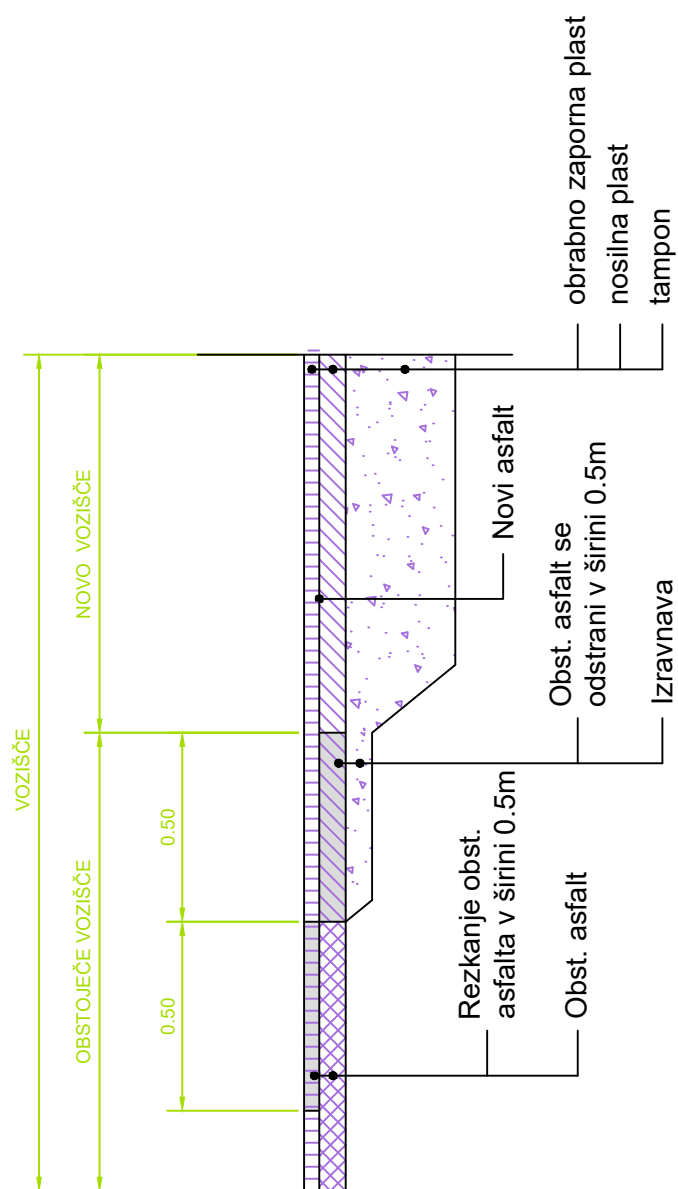 VOZIŠČE
OBSTOJEČE VOZIŠČE
NOVO VOZIŠČE
0.50
0.50
Rezkanje obst.
asfalta v širini 0.5m
Obst. asfalt
Novi asfalt
Obst. asfalt se
odstrani v širini 0.5m
Izravnava
obrabno zaporna plast
nosilna plast
tampon